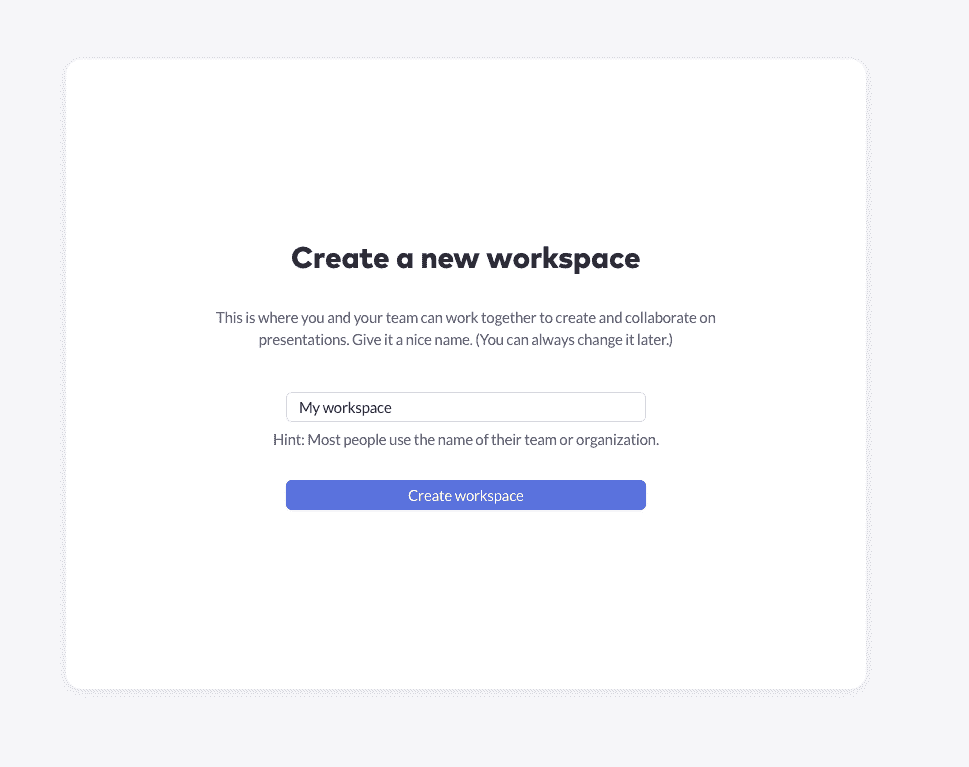 Create a new workspace
This is where you and your team can work together to create and collaborate on
presentations. Give it a nice name. (You can always change it later.)
My workspace
Hint: Most people use the name of their team or organization.
Create workspace